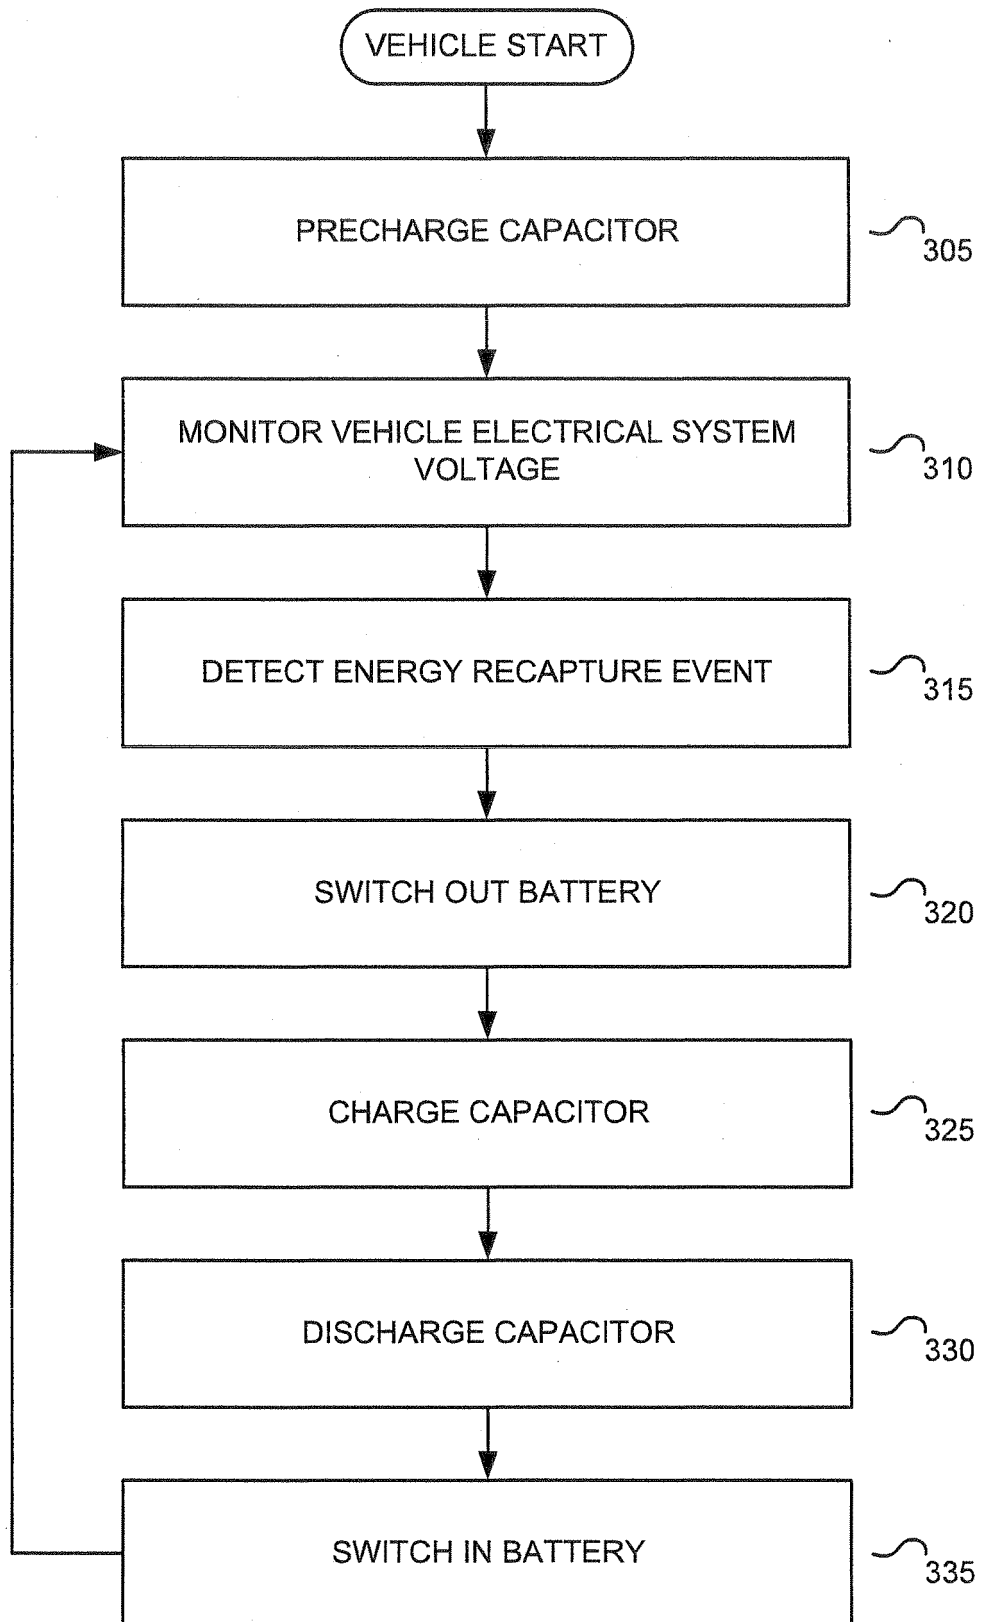 VEHICLE START
PRECHARGE CAPACITOR
305
MONITOR VEHICLE ELECTRICAL SYSTEM
VOLTAGE
310
DETECT ENERGY RECAPTURE EVENT
315
SWITCH OUT BATTERY
320
CHARGE CAPACITOR
325
DISCHARGE CAPACITOR
330
SWITCH IN BATTERY
335